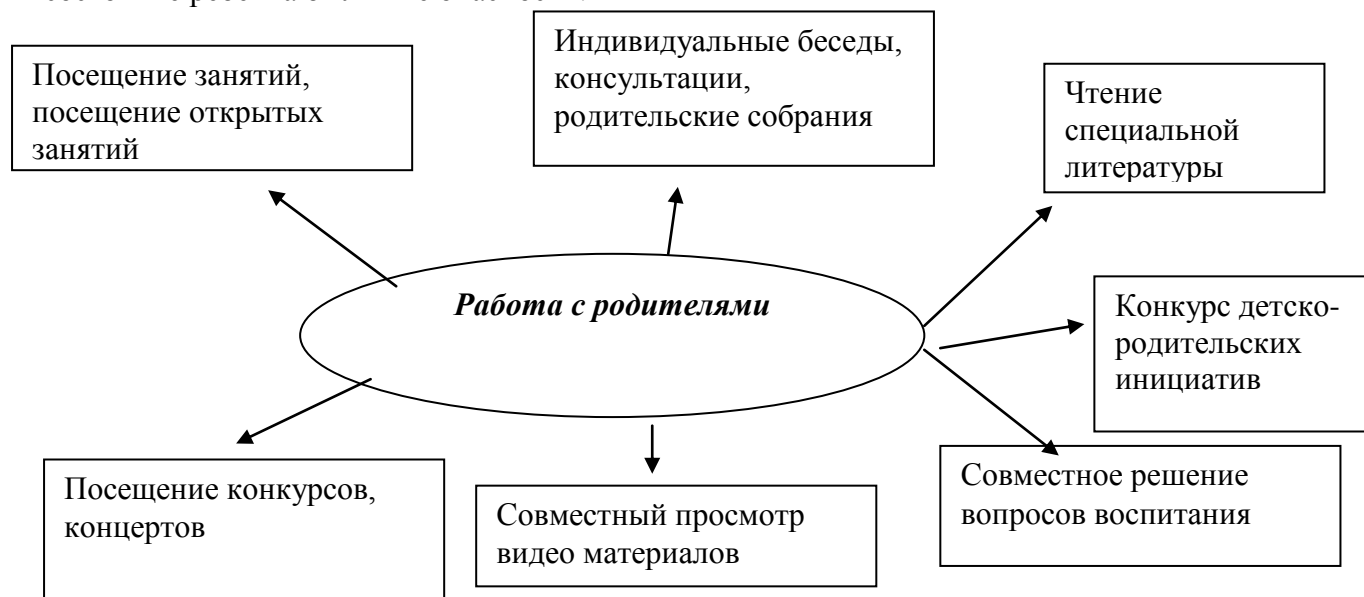 Посещение занятий,
посещение открытых
занятий
Индивидуальные беседы,
консультации,
родительские собрания
Чтение
специальной
литературы
Работа с родителями
Конкурс детско-
родительских
инициатив
Посещение конкурсов,
концертов
Совместный просмотр
видео материалов
Совместное решение
вопросов воспитания